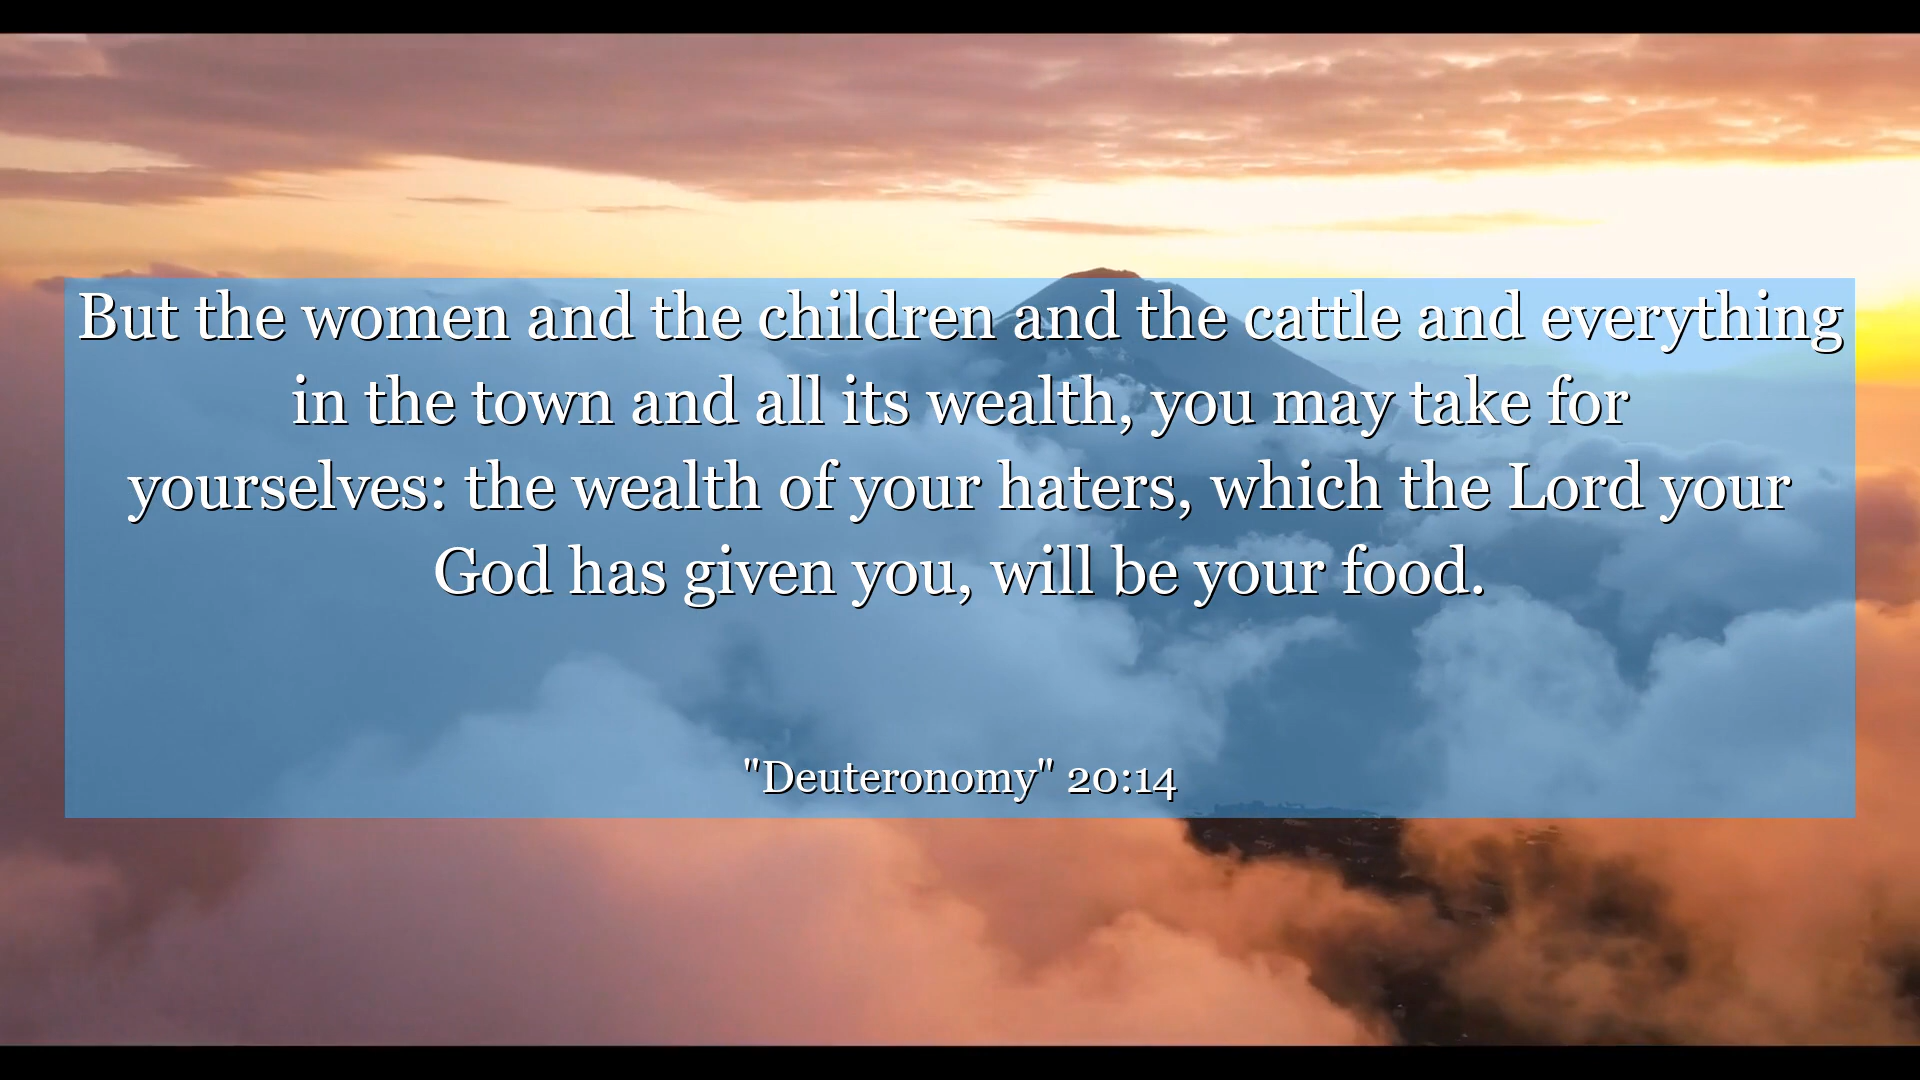 But the women and the children and the cattle and everything
in the town and all its wealth, you may take for
yourselves: the wealth of your haters, which the Lord your
God has given you, will be your food.
"Deuteronomy" 20:14